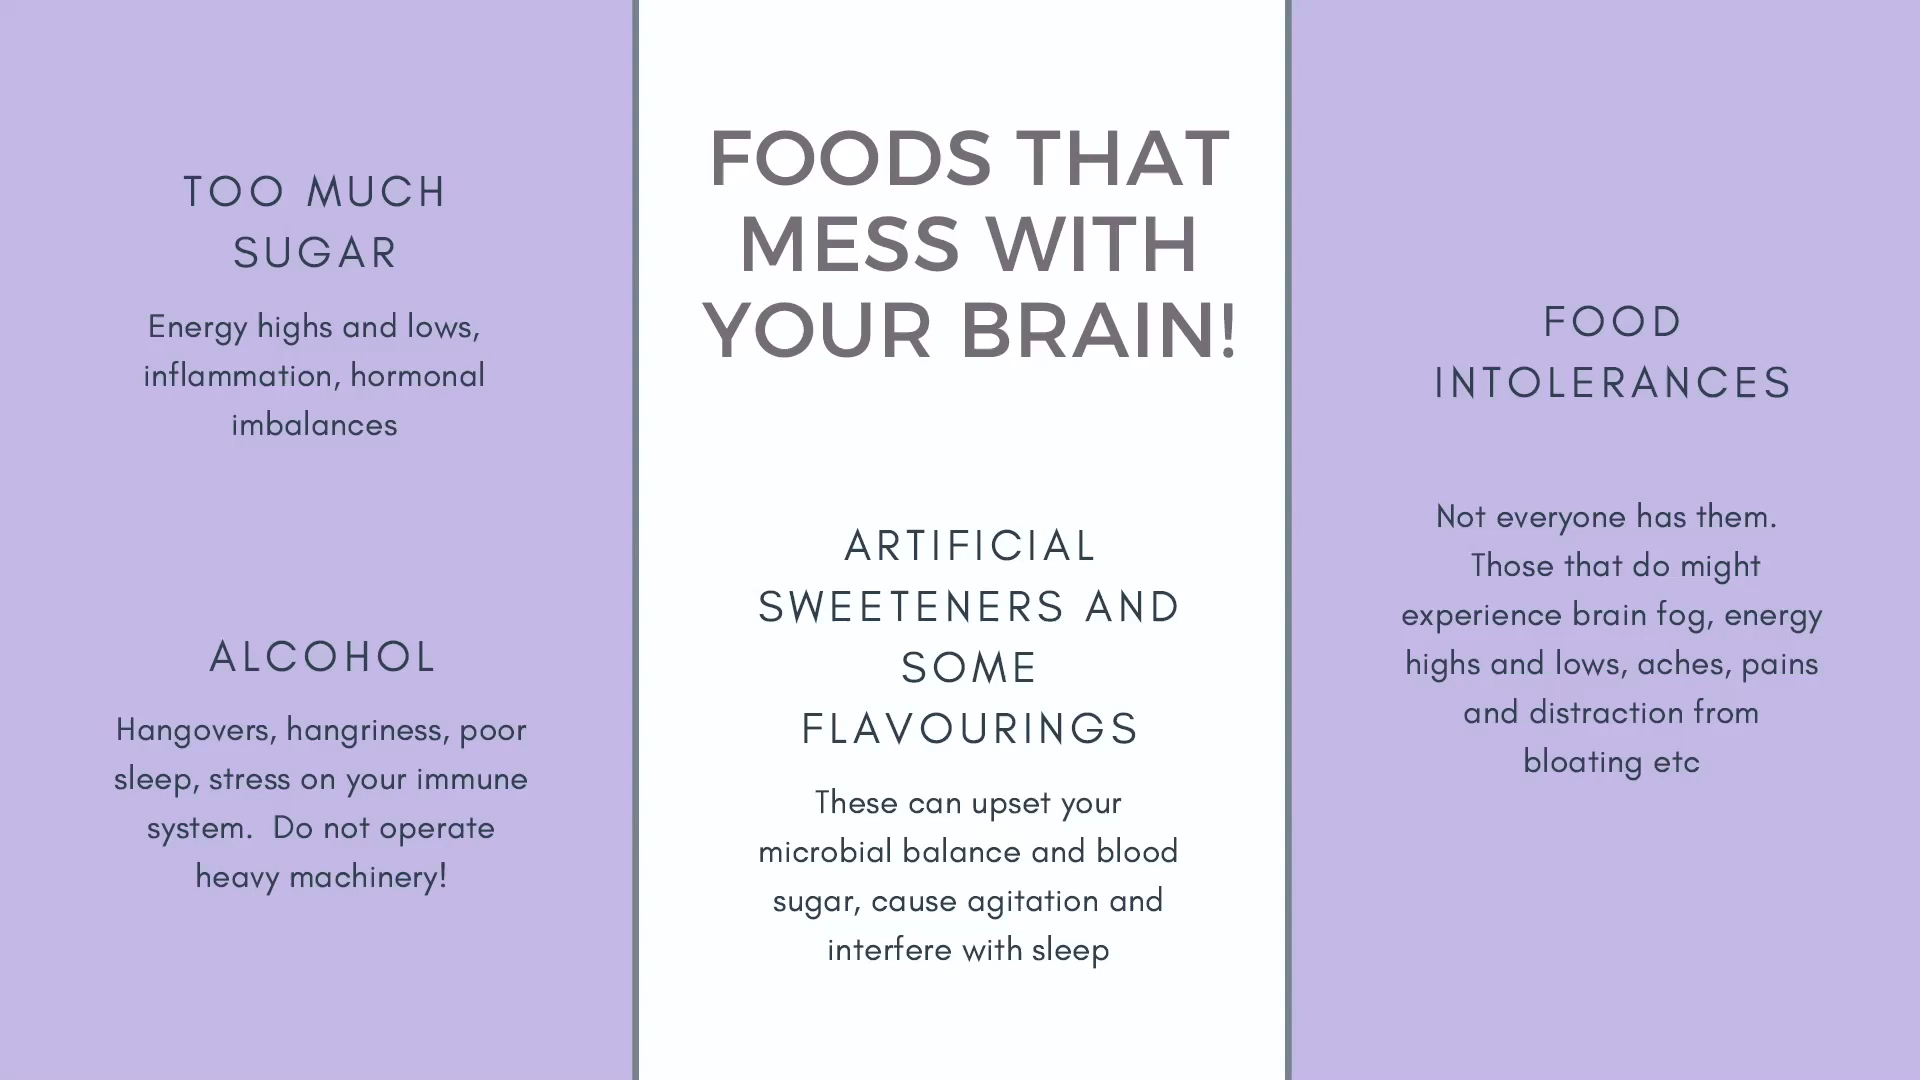 TOO MUCH
SUGAR
Energy highs and lows,
inflammation, hormonal
imbalances
ALCOHOL
Hangovers, hangriness, poor
sleep, stress on your immune
system.  Do not operate
heavy machinery!
FOODS THAT
MESS WITH
YOUR BRAIN!
ARTIFICIAL
SWEETENERS AND
SOME
FLAVOURINGS
These can upset your
microbial balance and blood
sugar, cause agitation and
interfere with sleep
FOOD
INTOLERANCES
Not everyone has them.
Those that do might
experience brain fog, energy
highs and lows, aches, pains
and distraction from
bloating etc